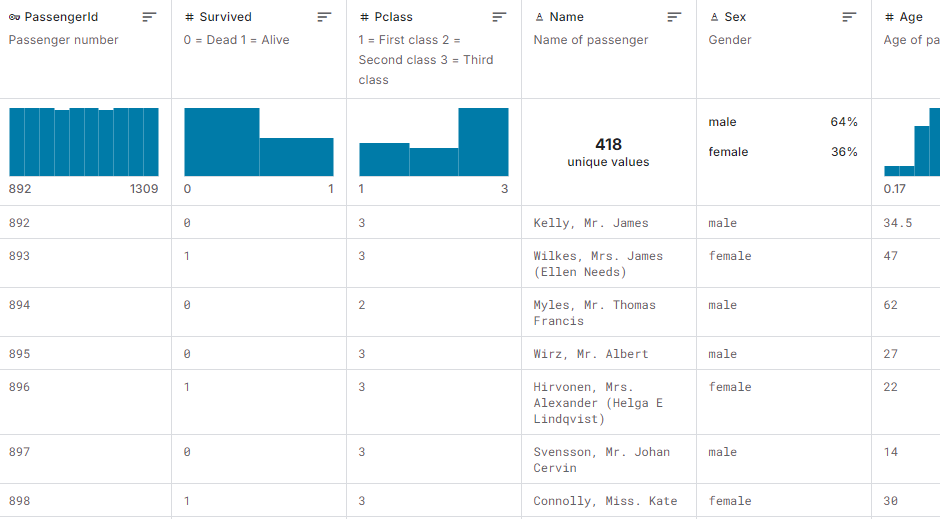 PassengerId
Survived
Pclass
Name
Sex
Age
Passenger number
0 = Dead 1 = Alive
1 = First class 2 =
Second class 3 = Third
class
Name of passenger
Gender
Age of pa
892
1309
0
1
1
3
418
unique values
male 64%
female 36%
0.17
892 0 3 Kelly, Mr. James male 34.5
893 1 3 Wilkes, Mrs. James female 47
(Ellen Needs)
894 0 2 Myles, Mr. Thomas male 62
Francis
895 0 3 Wirz, Mr. Albert male 27
896 1 3 Hirvonen, Mrs. female 22
Alexander (Helga E
Lindqvist)
897 0 3 Svensson, Mr. Johan male 14
Cervin
898 1 3 Connolly, Miss. Kate female 30